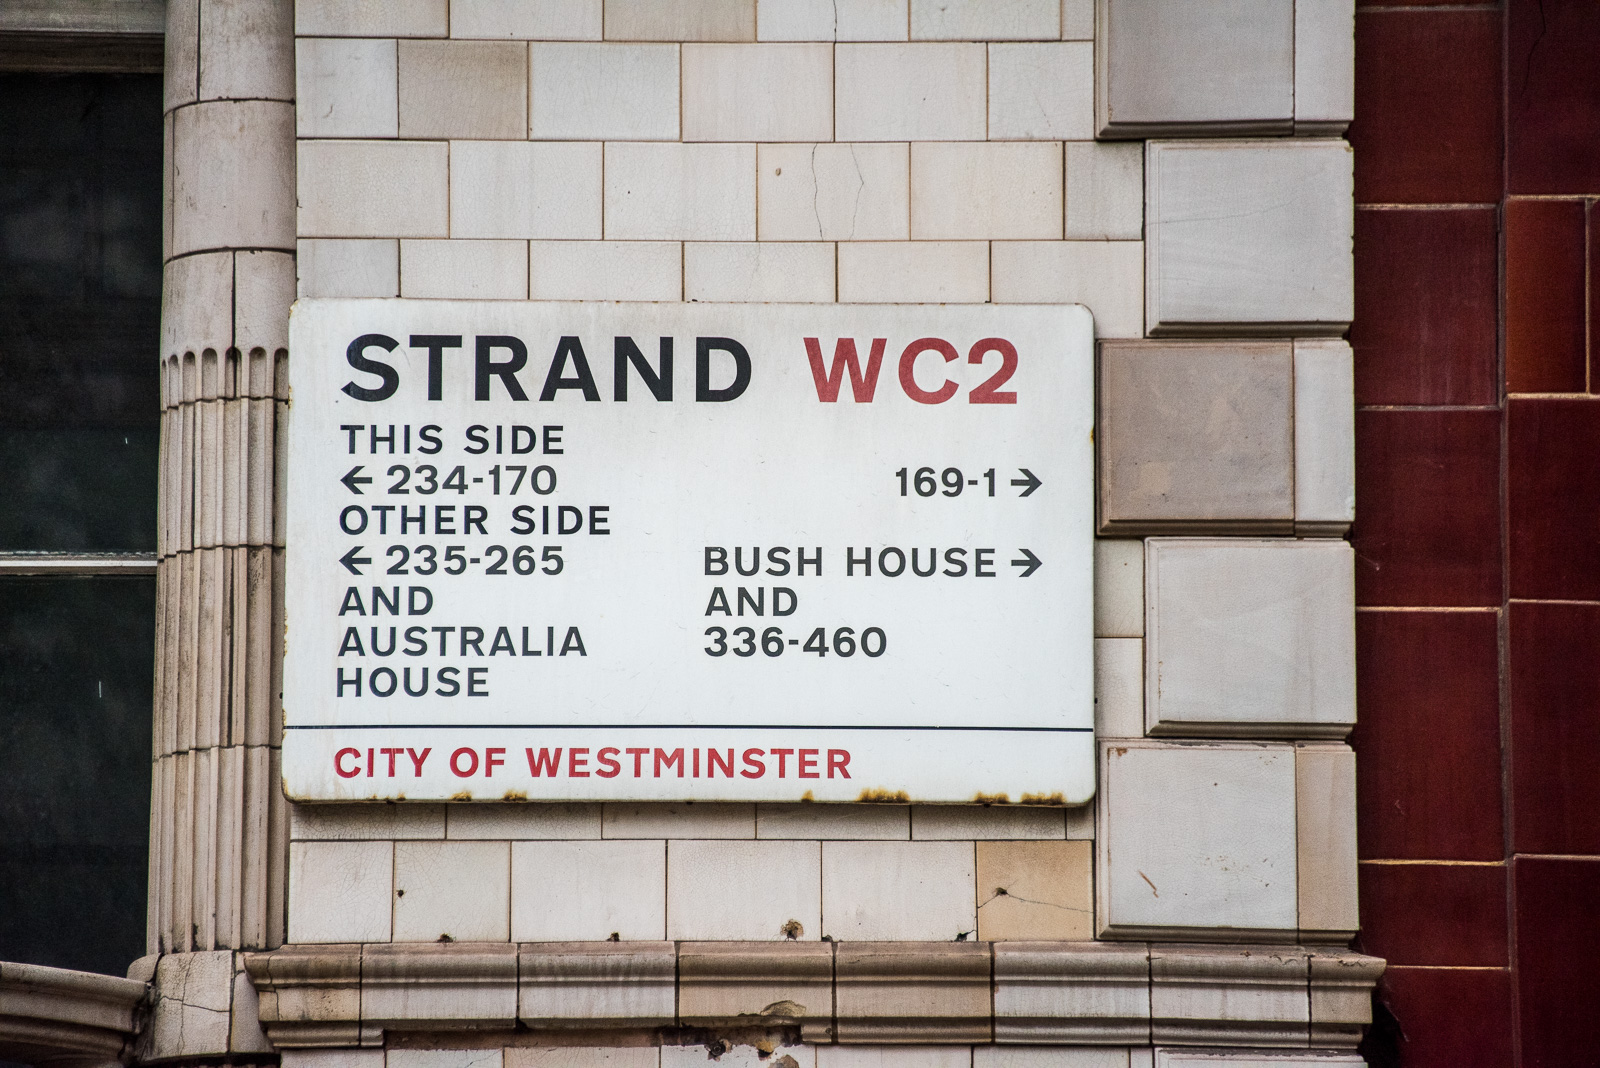 STRAND WC2
THIS SIDE
← 234-170 169-1 →
OTHER SIDE
← 235-265 BUSH HOUSE →
AND AND
AUSTRALIA 336-460
HOUSE
CITY OF WESTMINSTER